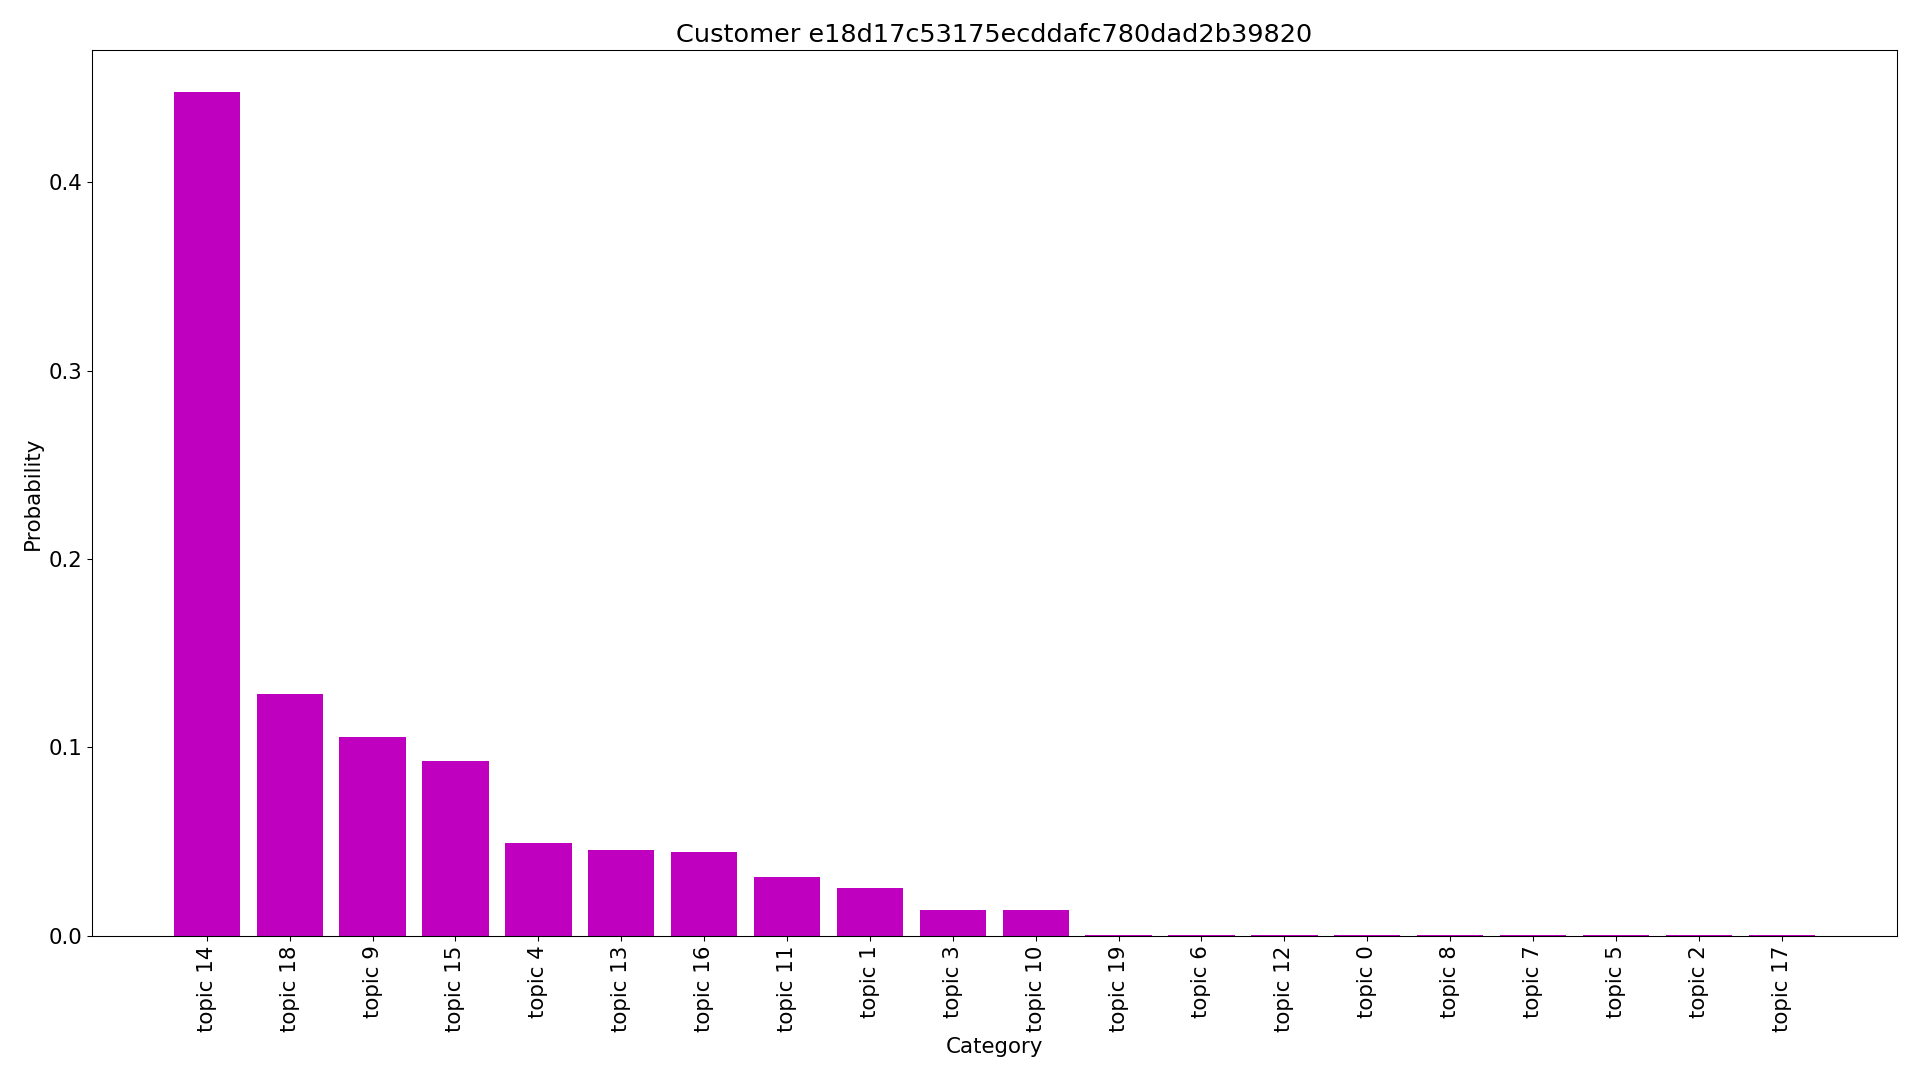 Customer e18d17c53175ecddafc780dad2b39820
Probability
0.4
0.3
0.2
0.1
0.0
topic 14
topic 18
topic 9
topic 15
topic 4
topic 13
topic 16
topic 11
topic 1
topic 3
topic 10
topic 19
topic 6
topic 12
topic 0
topic 8
topic 7
topic 5
topic 2
topic 17
Category